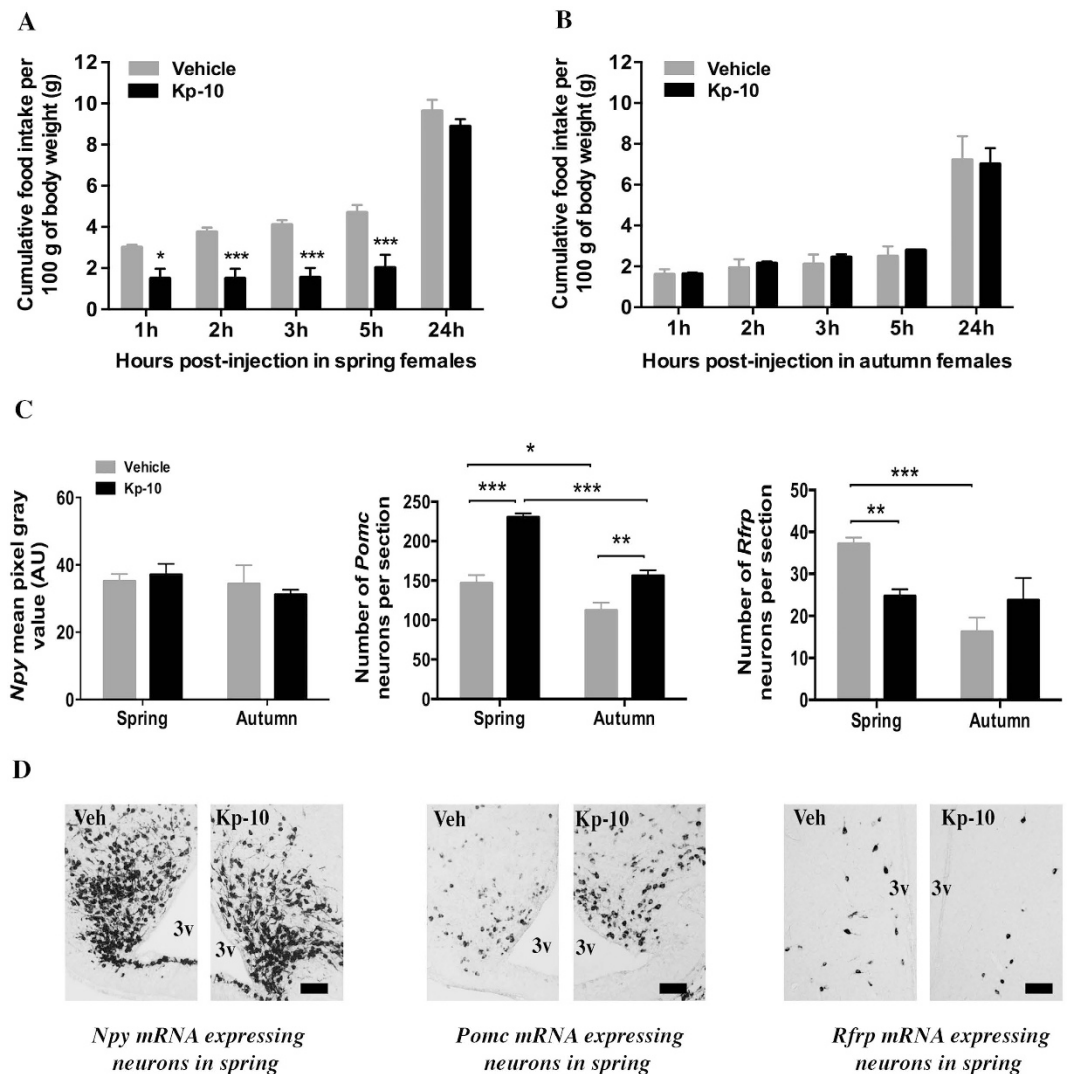 A
B
12
10
8
6
4
2
0
Cumulative food intake per
100 g of body weight (g)
Vehicle
Kp-10
*
***
***
***
1h 2h 3h 5h 24h
Hours post-injection in spring females
12
10
8
6
4
2
0
Cumulative food intake per
100 g of body weight (g)
Vehicle
Kp-10
1h 2h 3h 5h 24h
Hours post-injection in autumn females
C
Vehicle
Kp-10
60
40
20
0
Npy mean pixel gray
value (AU)
Spring Autumn
*
***
***
**
250
200
150
100
50
0
Number of Pomc
neurons per section
Spring Autumn
***
**
50
40
30
20
10
0
Number of Rfrp
neurons per section
Spring Autumn
D
Veh
3v
Kp-10
3v
Veh
3v
Kp-10
3v
Veh
3v
Kp-10
3v
Npy mRNA expressing
neurons in spring
Pomc mRNA expressing
neurons in spring
Rfrp mRNA expressing
neurons in spring